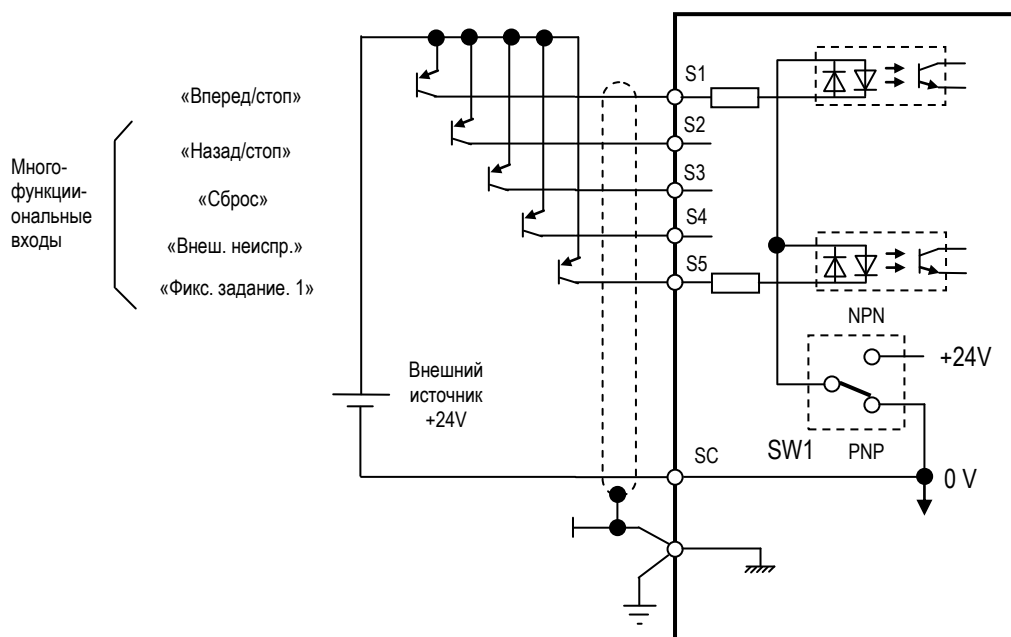 «Вперед/стоп»
«Назад/стоп»
«Сброс»
«Внеш. неиспр.»
«Фикс. задание. 1»
Много-
функци-
ональные
входы
Внешний
источник
+24V
S1
S2
S3
S4
S5
SC
NPN
+24V
SW1
PNP
0 V